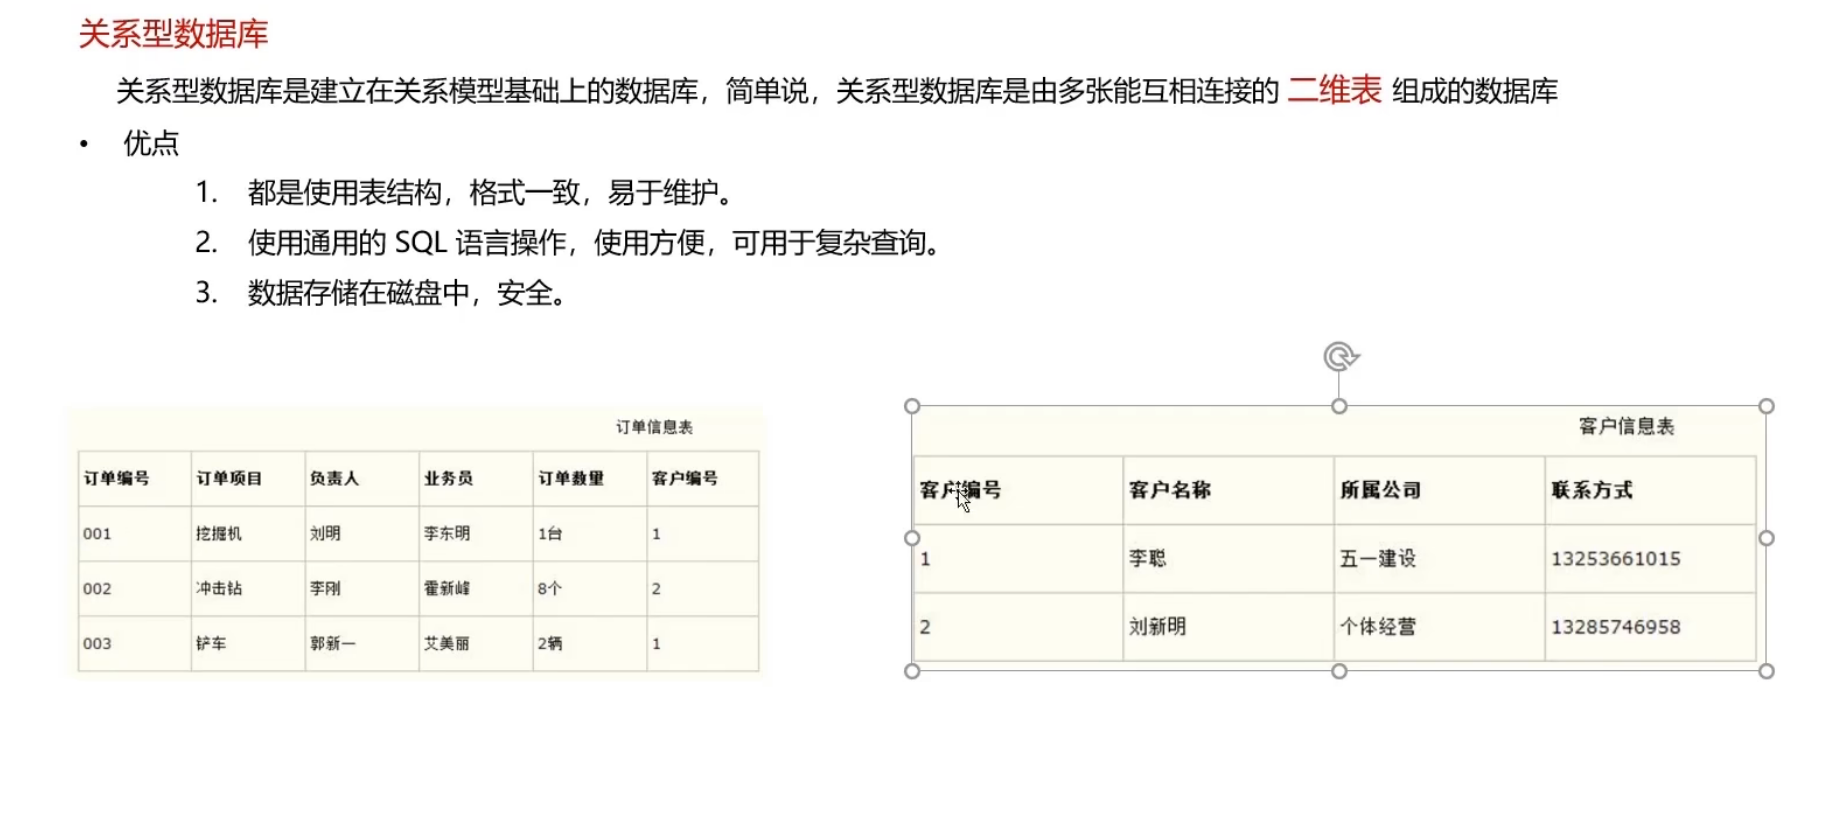 关系型数据库
关系型数据库是建立在关系模型基础上的数据库，简单说，关系型数据库是由多张能互相连接的 二维表 组成的数据库
• 优点
1. 都是使用表结构，格式一致，易于维护。
2. 使用通用的 SQL 语言操作，使用方便，可用于复杂查询。
3. 数据存储在磁盘中，安全。
订单信息表
订单编号 订单项目 负责人 业务员 订单数量 客户编号
001 挖掘机 刘明 李东明 1台 1
002 冲击钻 李刚 霍新峰 8个 2
003 铲车 郭新一 艾美丽 2辆 1
客户信息表
客户编号 客户名称 所属公司 联系方式
1 李聪 五一建设 13253661015
2 刘新明 个体经营 13285746958